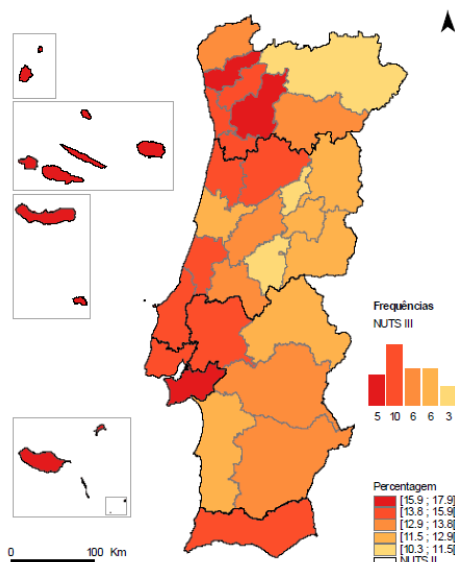 Frequências
NUTS III
5 10 6 6 3
Percentagem
[15.9 ; 17.9]
[13.8 ; 15.9[
[12.9 ; 13.8[
[11.5 ; 12.9[
[10.3 ; 11.5[
NUTS II
0 100 Km